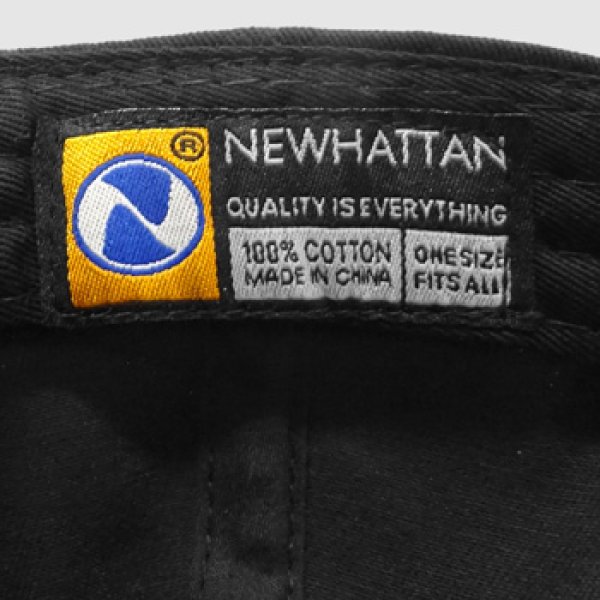 ® NEWHATTAN
QUALITY IS EVERYTHING
100% COTTON
MADE IN CHINA
ONE SIZE
FITS ALL